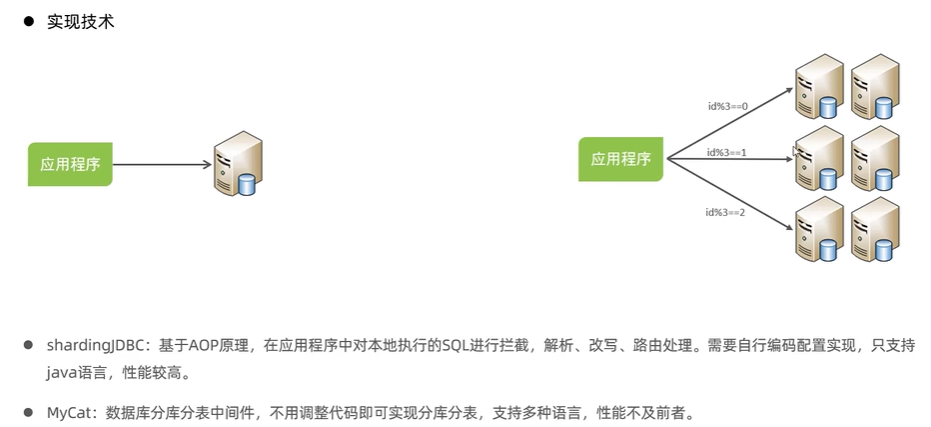 实现技术
应用程序
应用程序
id%3==0
id%3==1
id%3==2
shardingJDBC：基于AOP原理，在应用程序中对本地执行的SQL进行拦截，解析、改写、路由处理。需要自行编码配置实现，只支持
java语言，性能较高。
MyCat：数据库分库分表中间件，不用调整代码即可实现分库分表，支持多种语言，性能不及前者。